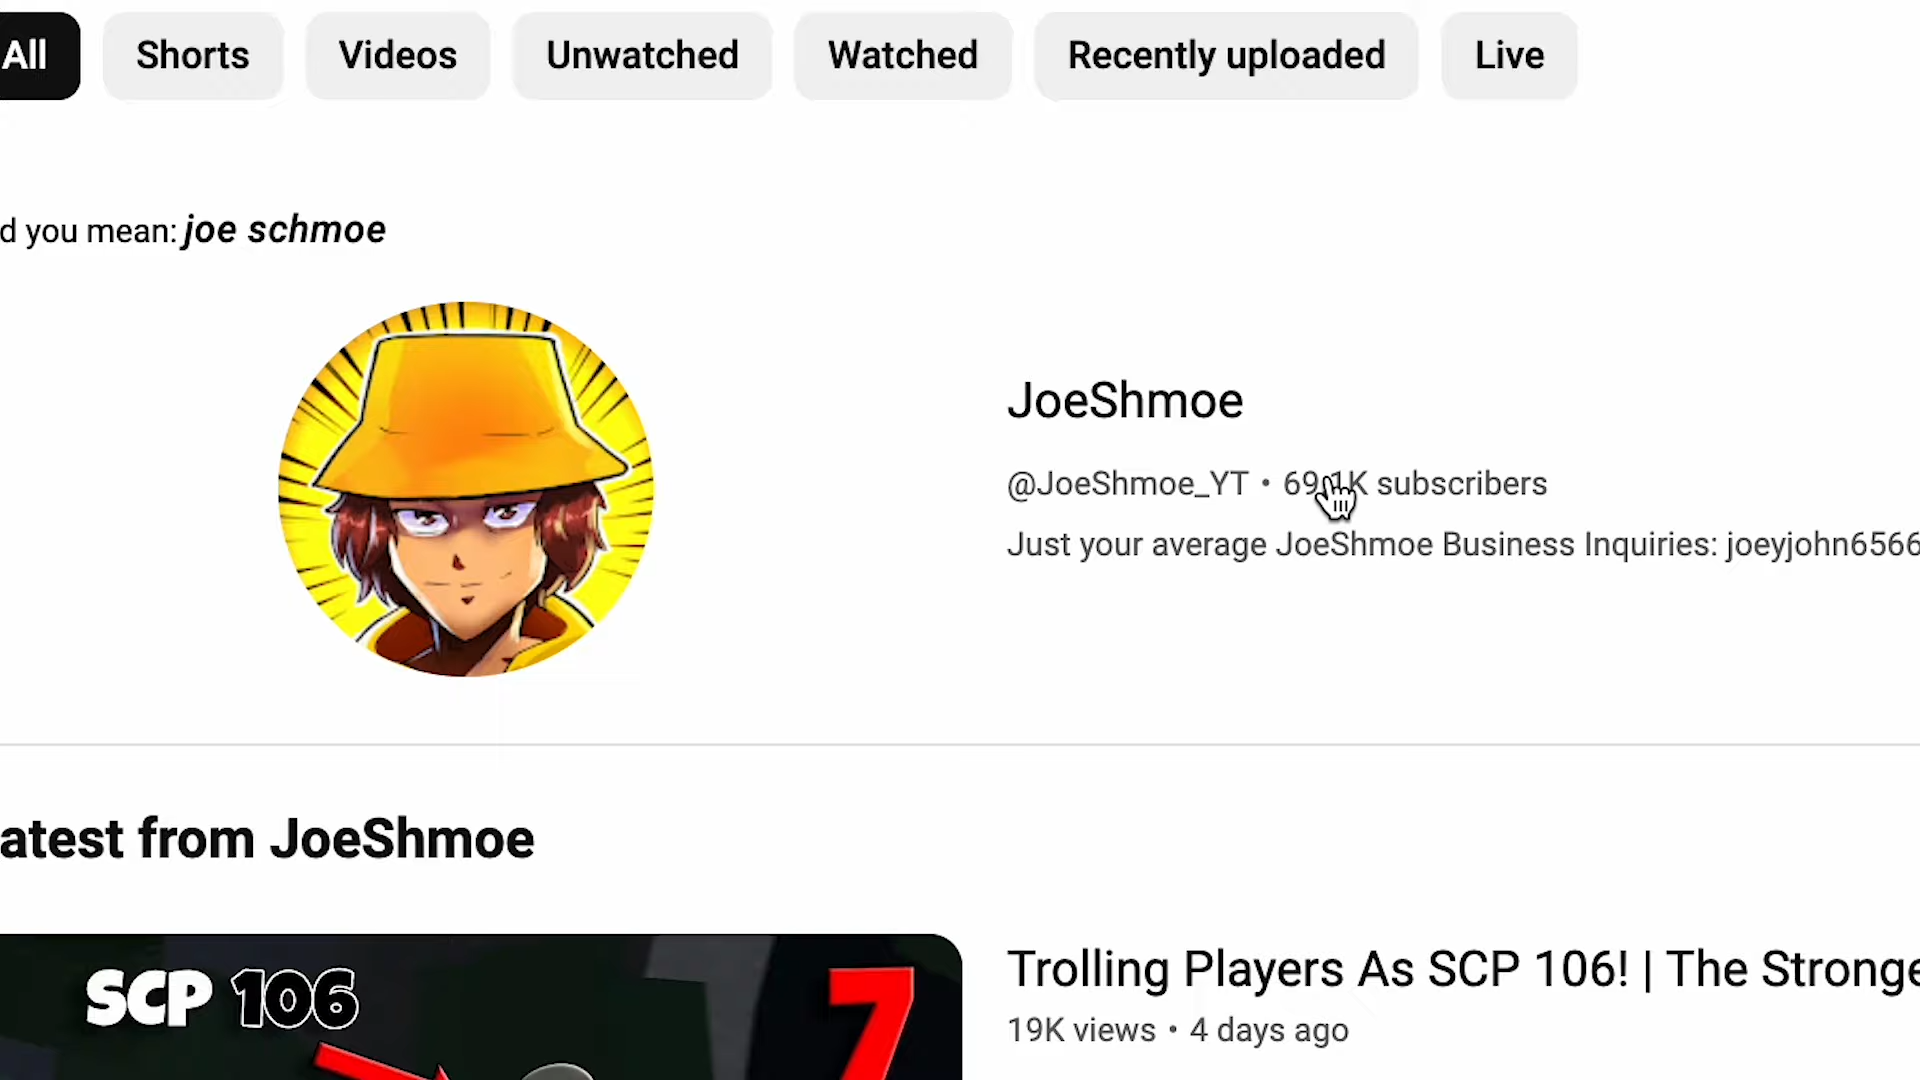 All Shorts Videos Unwatched Watched Recently uploaded Live
d you mean: joe schmoe
JoeShmoe
@JoeShmoe_YT • 69.1K subscribers
Just your average JoeShmoe Business Inquiries: joeyjohn6566
atest from JoeShmoe
SCP 106
7
Trolling Players As SCP 106! | The Stronge
19K views • 4 days ago